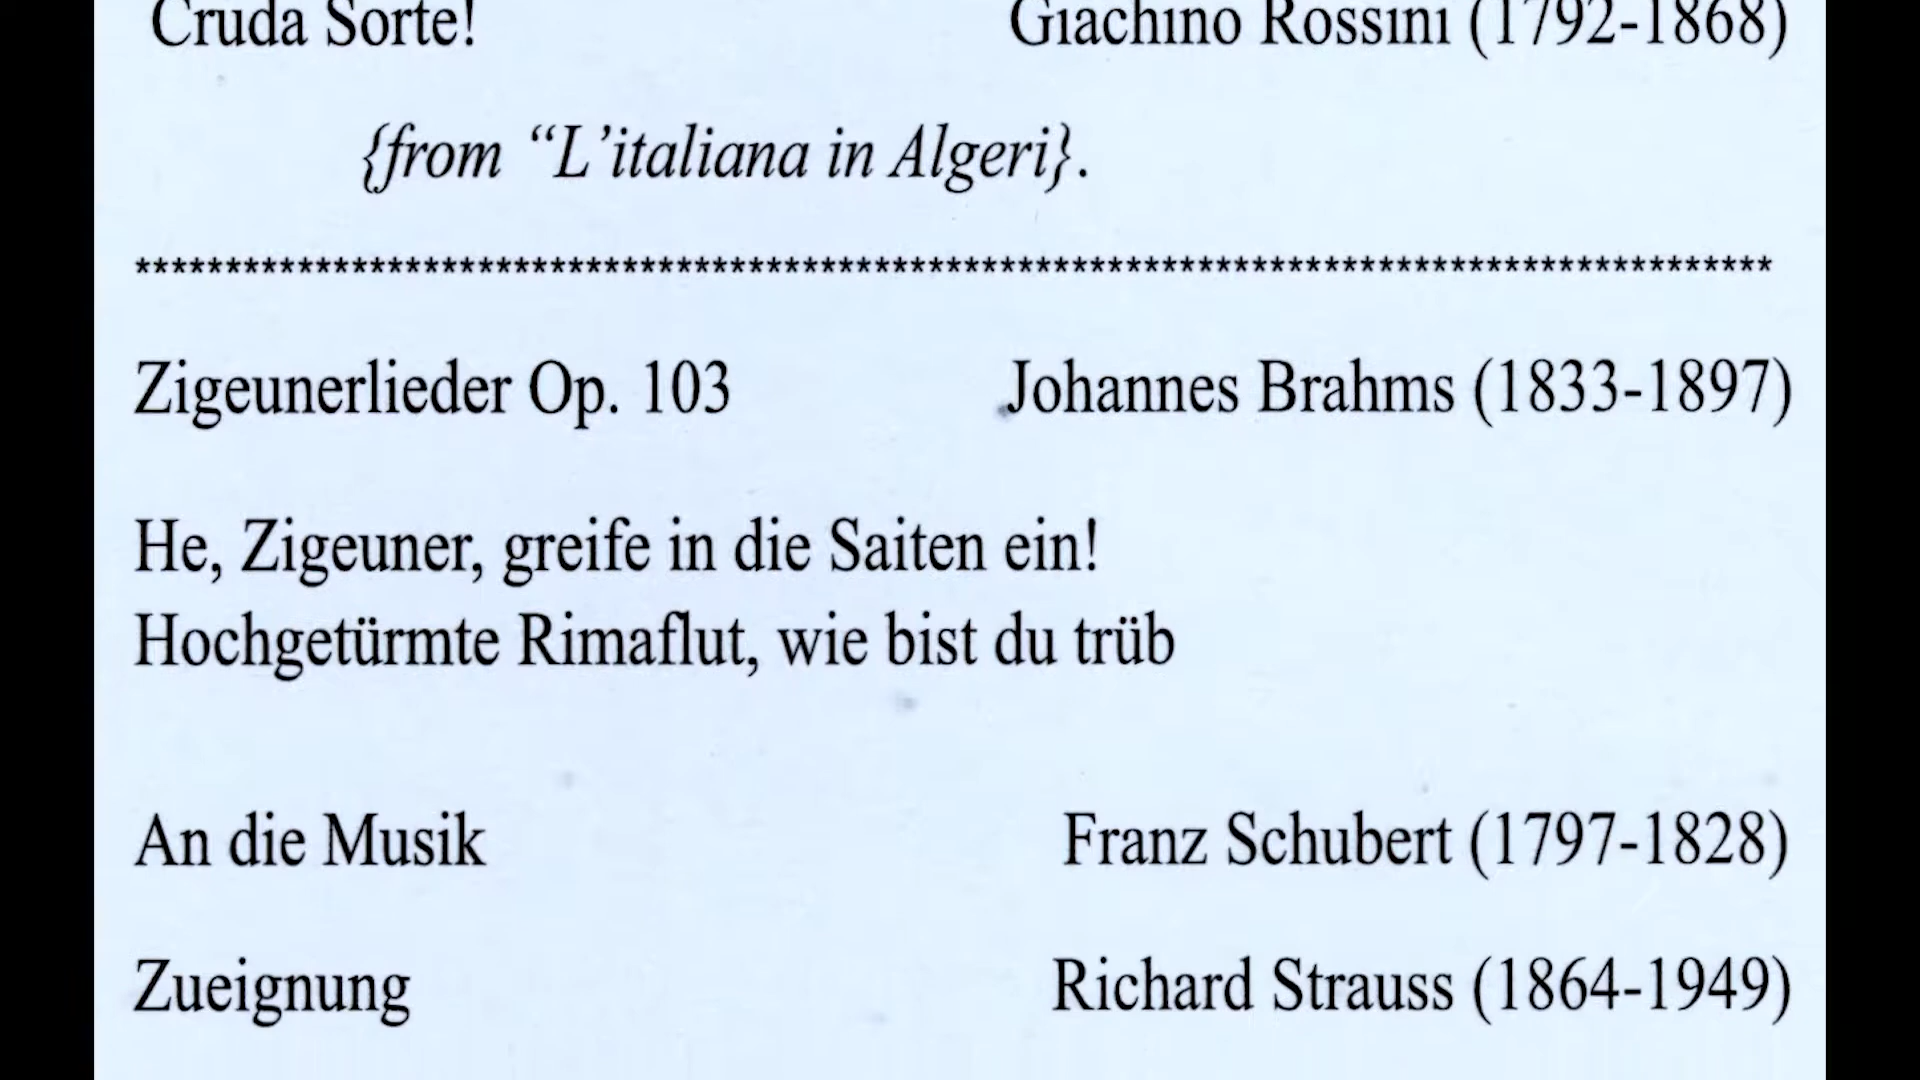 Cruda Sorte! Giachino Rossini (1792-1868)
{from “L’italiana in Algeri}.
*******************************************************************************************
Zigeunerlieder Op. 103 Johannes Brahms (1833-1897)
He, Zigeuner, greife in die Saiten ein!
Hochgetürmte Rimaflut, wie bist du trüb
An die Musik Franz Schubert (1797-1828)
Zueignung Richard Strauss (1864-1949)